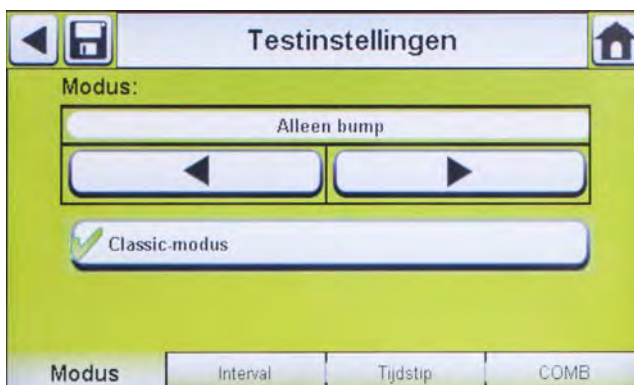 Testinstellingen
Modus:
Alleen bump
Classic-modus
Modus Interval Tijdstip COMB